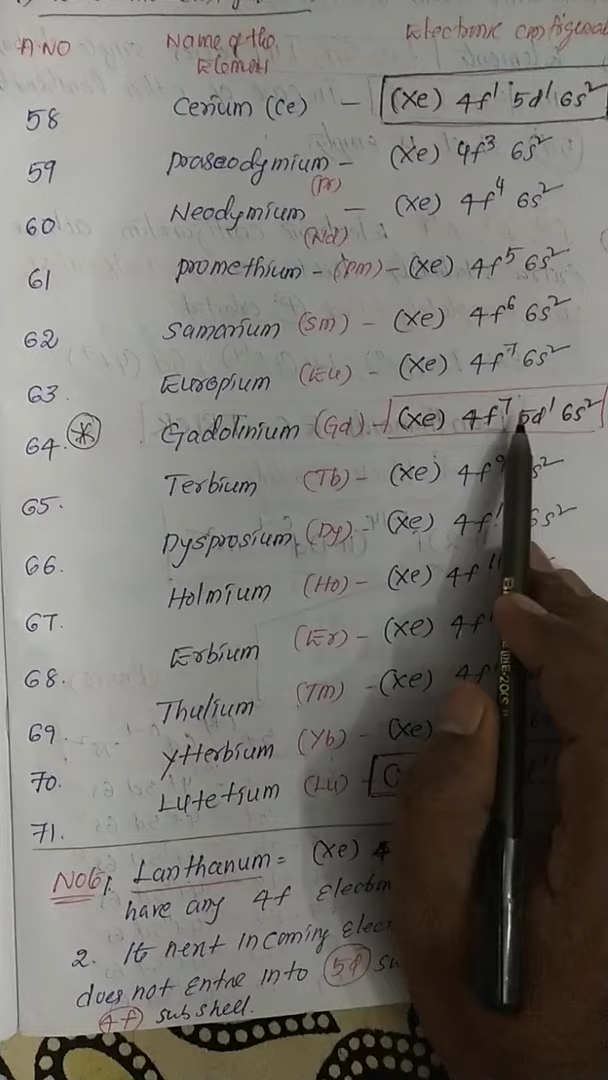 A.NO Name of the Element Electronic
58 Cerium (Ce) - (Xe) 4f¹ 5d¹ 6s²
59 praseodymium (Pr) - (Xe) 4f³ 6s²
60 Neodymium (Nd) - (Xe) 4f⁴ 6s²
61 promethium - (Pm) - (Xe) 4f⁵ 6s²
62 Samarium (Sm) - (Xe) 4f⁶ 6s²
63. Europium (Eu) - (Xe) 4f⁷ 6s²
64. * Gadolinium (Gd) - (Xe) 4f⁷ 5d¹ 6s²
65. Terbium (Tb) - (Xe) 4f⁹ s²
66. Dysprosium (Dy) - (Xe) 4f¹ 6s²
67. Holmium (Ho) - (Xe) 4f¹¹
68. Erbium (Er) - (Xe) 4f¹
69. Thulium (Tm) - (Xe) 4f
70. Ytterbium (Yb) - (Xe)
71. Lutetium (Lu) -
1. Lanthanum = (Xe)
have any 4f
2. Its next incoming
does not into 5d
4f subshell.